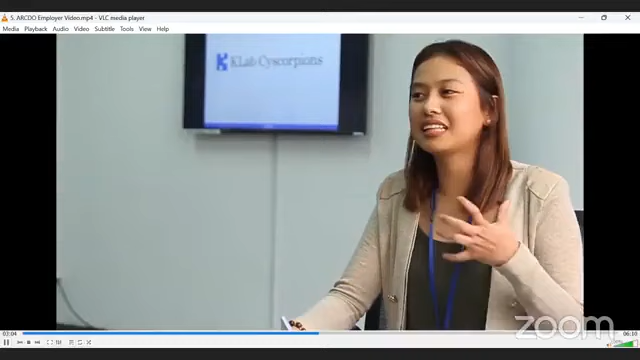 5. ARCDO Employer Video.mp4 - VLC media player
Media Playback Audio Video Subtitle Tools View Help
KLab Cyscorpions
zoom
03:04
06:10